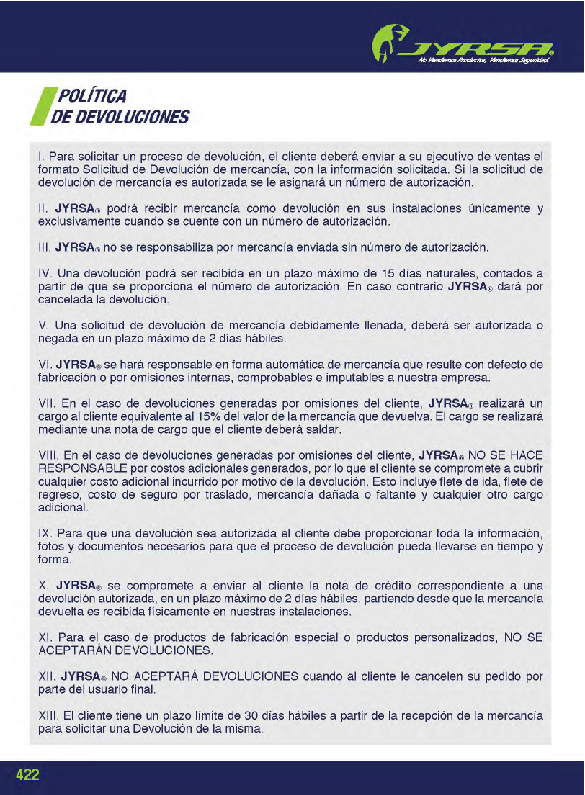 JYRSA®
No Vendemos Productos, Vendemos Seguridad
POLÍTICA
DE DEVOLUCIONES
I. Para solicitar un proceso de devolución, el cliente deberá enviar a su ejecutivo de ventas el
formato Solicitud de Devolución de mercancía, con la información solicitada. Si la solicitud de
devolución de mercancía es autorizada se le asignará un número de autorización.
II. JYRSA® podrá recibir mercancía como devolución en sus instalaciones únicamente y
exclusivamente cuando se cuente con un número de autorización.
III. JYRSA® no se responsabiliza por mercancía enviada sin número de autorización.
IV. Una devolución podrá ser recibida en un plazo máximo de 15 días naturales, contados a
partir de que se proporciona el número de autorización. En caso contrario JYRSA® dará por
cancelada la devolución.
V. Una solicitud de devolución de mercancía debidamente llenada, deberá ser autorizada o
negada en un plazo máximo de 2 días hábiles.
VI. JYRSA® se hará responsable en forma automática de mercancía que resulte con defecto de
fabricación o por omisiones internas, comprobables e imputables a nuestra empresa.
VII. En el caso de devoluciones generadas por omisiones del cliente, JYRSA® realizará un
cargo al cliente equivalente al 15% del valor de la mercancía que devuelva. El cargo se realizará
mediante una nota de cargo que el cliente deberá saldar.
VIII. En el caso de devoluciones generadas por omisiones del cliente, JYRSA® NO SE HACE
RESPONSABLE por costos adicionales generados, por lo que el cliente se compromete a cubrir
cualquier costo adicional incurrido por motivo de la devolución. Esto incluye flete de ida, flete de
regreso, costo de seguro por traslado, mercancía dañada o faltante y cualquier otro cargo
adicional.
IX. Para que una devolución sea autorizada el cliente debe proporcionar toda la información,
fotos y documentos necesarios para que el proceso de devolución pueda llevarse en tiempo y
forma.
X. JYRSA® se compromete a enviar al cliente la nota de crédito correspondiente a una
devolución autorizada, en un plazo máximo de 2 días hábiles, partiendo desde que la mercancía
devuelta es recibida físicamente en nuestras instalaciones.
XI. Para el caso de productos de fabricación especial o productos personalizados, NO SE
ACEPTARÁN DEVOLUCIONES.
XII. JYRSA® NO ACEPTARÁ DEVOLUCIONES cuando al cliente le cancelen su pedido por
parte del usuario final.
XIII. El cliente tiene un plazo límite de 30 días hábiles a partir de la recepción de la mercancía
para solicitar una Devolución de la misma.
422